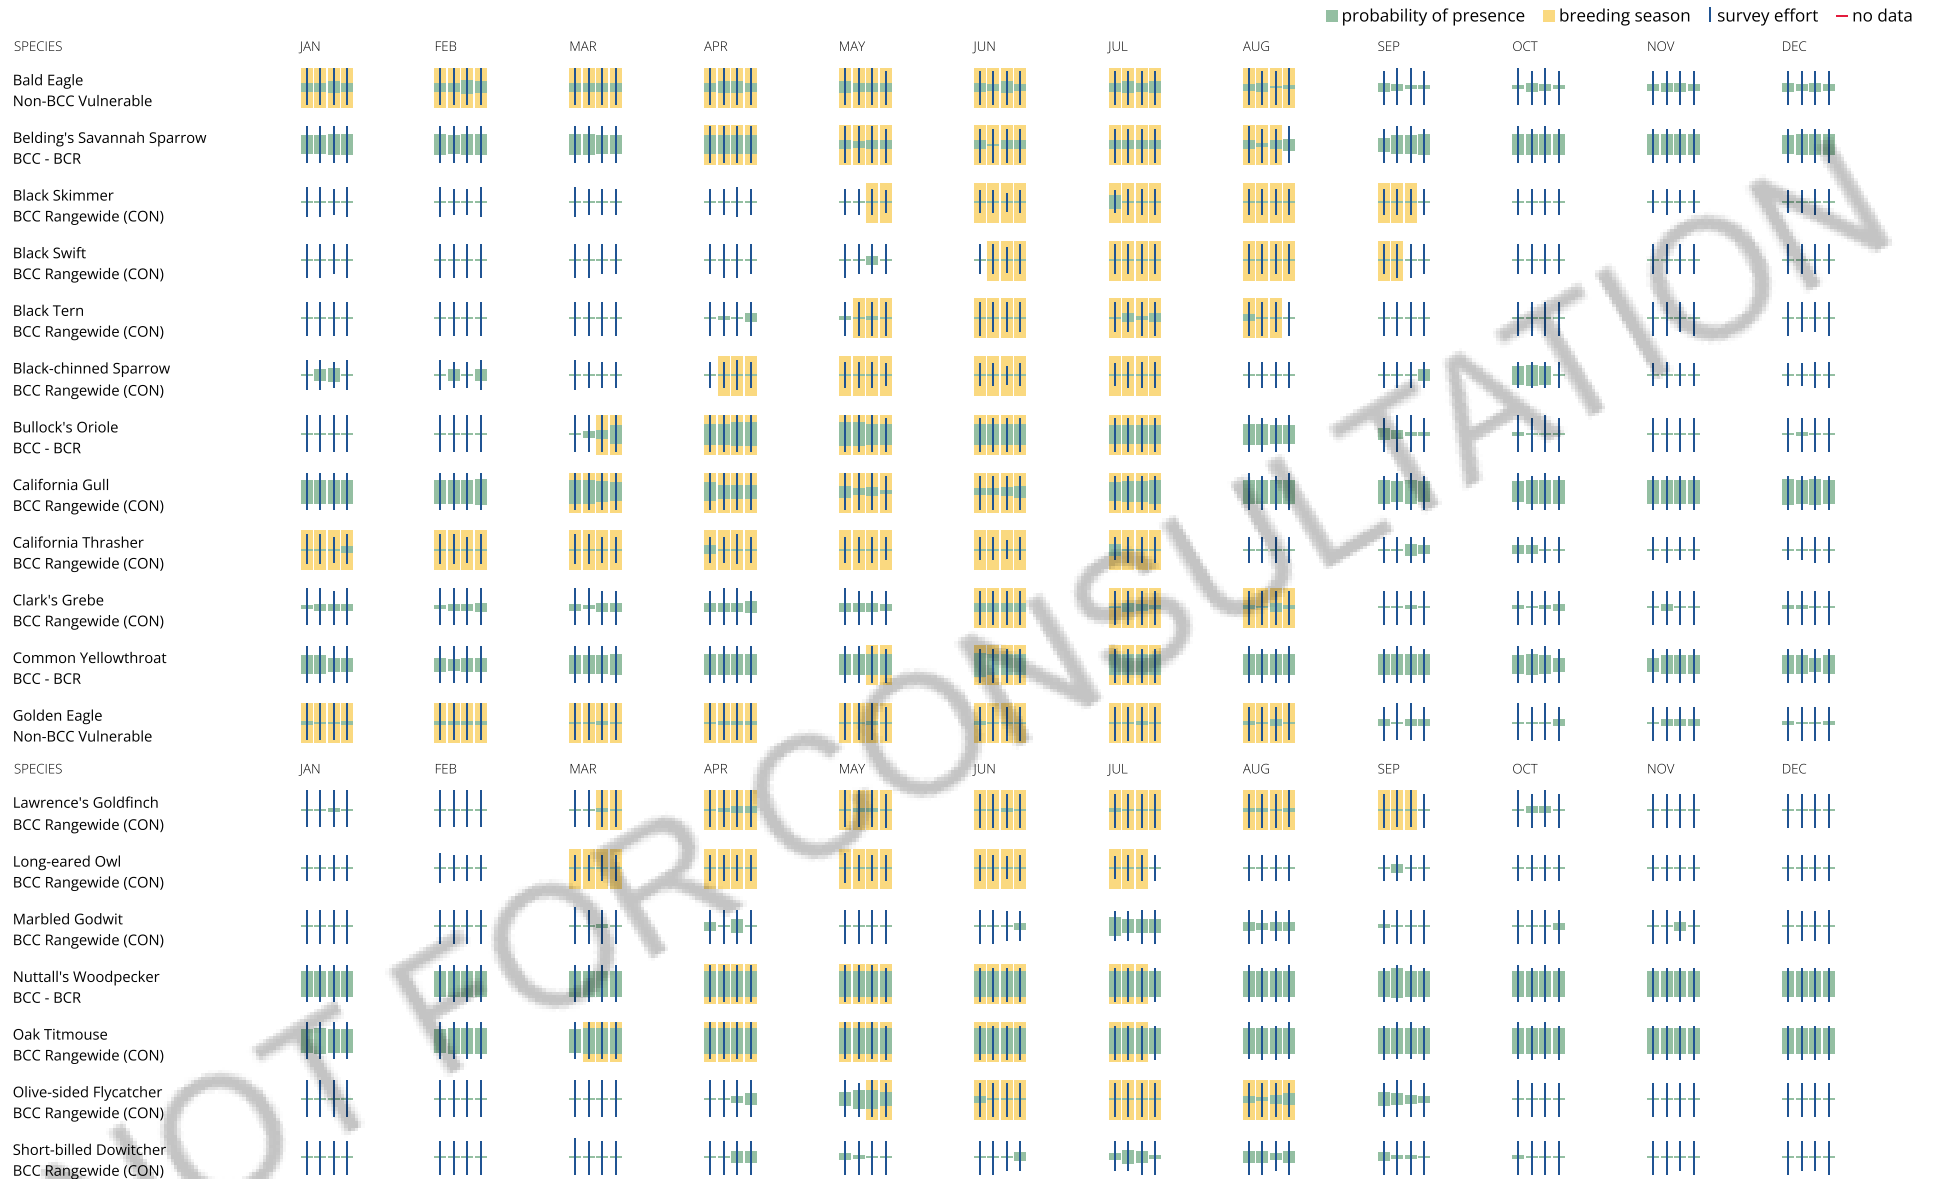 probability of presence breeding season survey effort no data
SPECIES JAN FEB MAR APR MAY JUN JUL AUG SEP OCT NOV DEC
Bald Eagle
Non-BCC Vulnerable
Belding's Savannah Sparrow
BCC - BCR
Black Skimmer
BCC Rangewide (CON)
Black Swift
BCC Rangewide (CON)
Black Tern
BCC Rangewide (CON)
Black-chinned Sparrow
BCC Rangewide (CON)
Bullock's Oriole
BCC - BCR
California Gull
BCC Rangewide (CON)
California Thrasher
BCC Rangewide (CON)
Clark's Grebe
BCC Rangewide (CON)
Common Yellowthroat
BCC - BCR
Golden Eagle
Non-BCC Vulnerable
SPECIES JAN FEB MAR APR MAY JUN JUL AUG SEP OCT NOV DEC
Lawrence's Goldfinch
BCC Rangewide (CON)
Long-eared Owl
BCC Rangewide (CON)
Marbled Godwit
BCC Rangewide (CON)
Nuttall's Woodpecker
BCC - BCR
Oak Titmouse
BCC Rangewide (CON)
Olive-sided Flycatcher
BCC Rangewide (CON)
Short-billed Dowitcher
BCC Rangewide (CON)
NOT FOR CONSULTATION